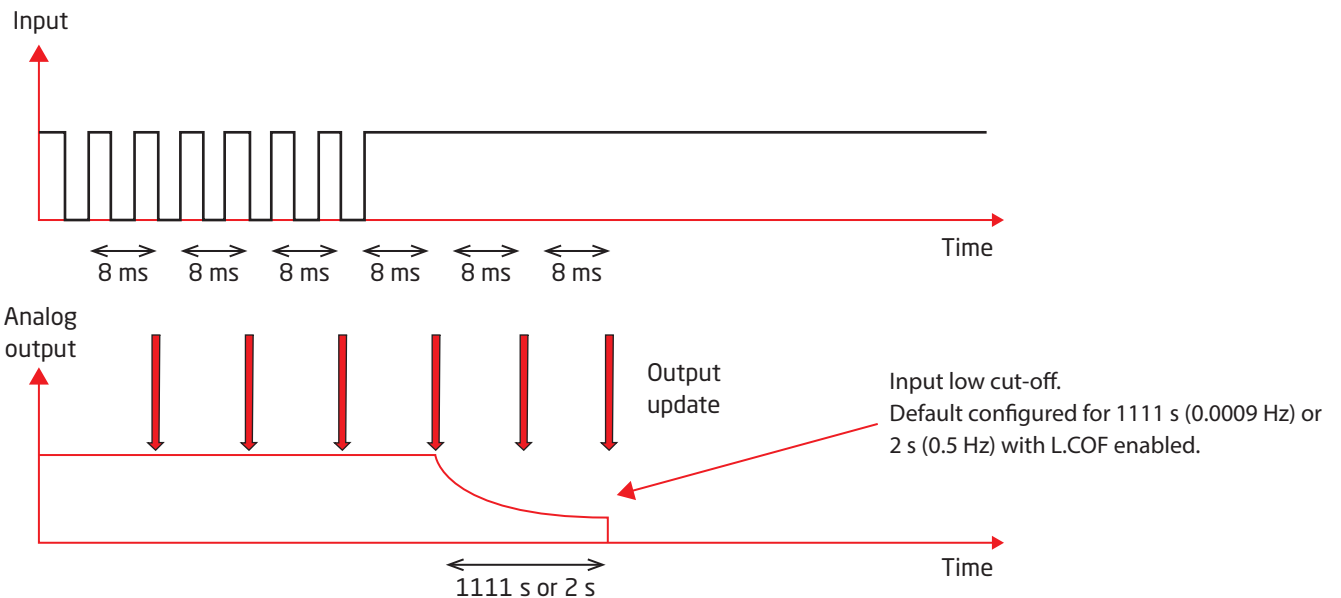 Input
Time
8 ms
8 ms
8 ms
8 ms
8 ms
8 ms
Analog
output
Output
update
Input low cut-off.
Default configured for 1111 s (0.0009 Hz) or
2 s (0.5 Hz) with L.COF enabled.
Time
1111 s or 2 s